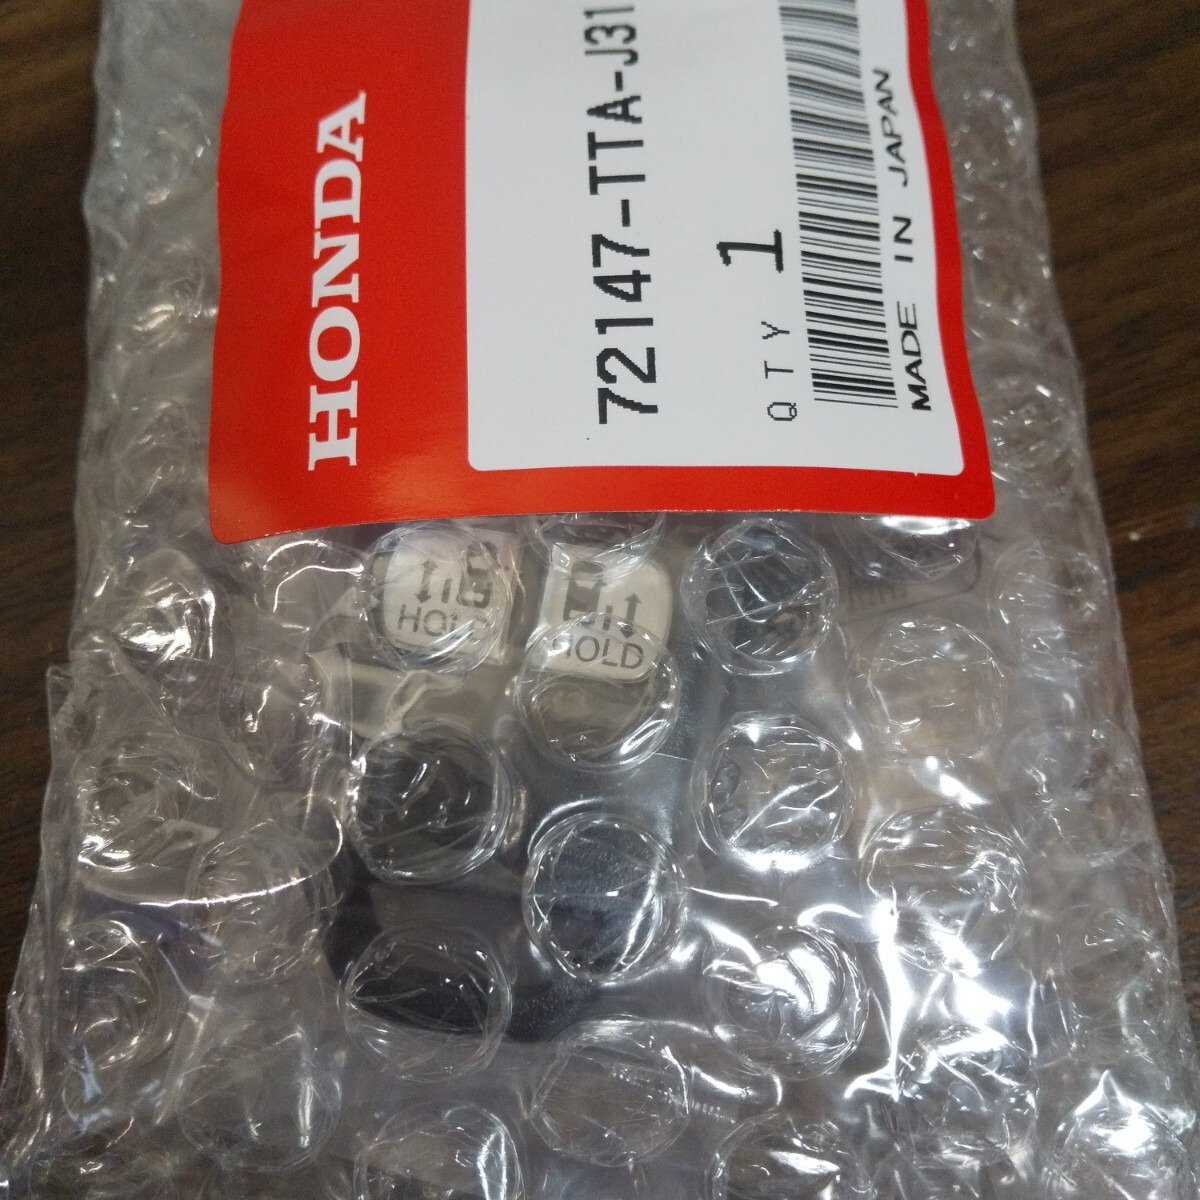 HONDA
72147-TTA-J31
QTY 1
MADE IN JAPAN
HOLD
HOLD